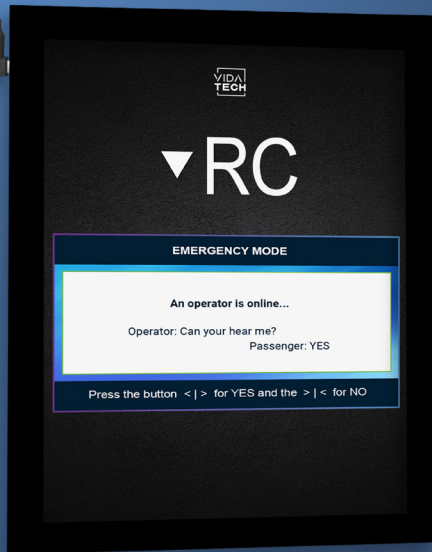 VIDA
TECH
▼RC
EMERGENCY MODE
An operator is online...
Operator: Can your hear me?
Passenger: YES
Press the button < | > for YES and the > | < for NO